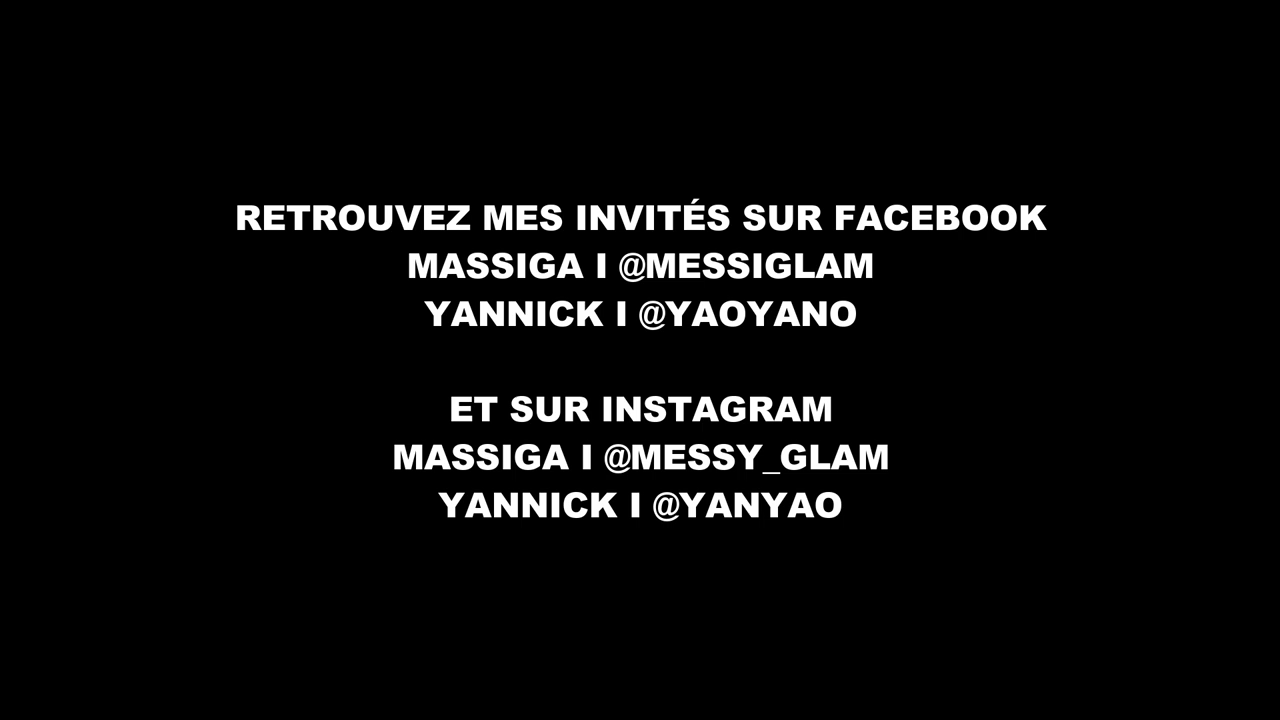 RETROUVEZ MES INVITÉS SUR FACEBOOK
MASSIGA I @MESSIGLAM
YANNICK I @YAOYANO
ET SUR INSTAGRAM
MASSIGA I @MESSY_GLAM
YANNICK I @YANYAO